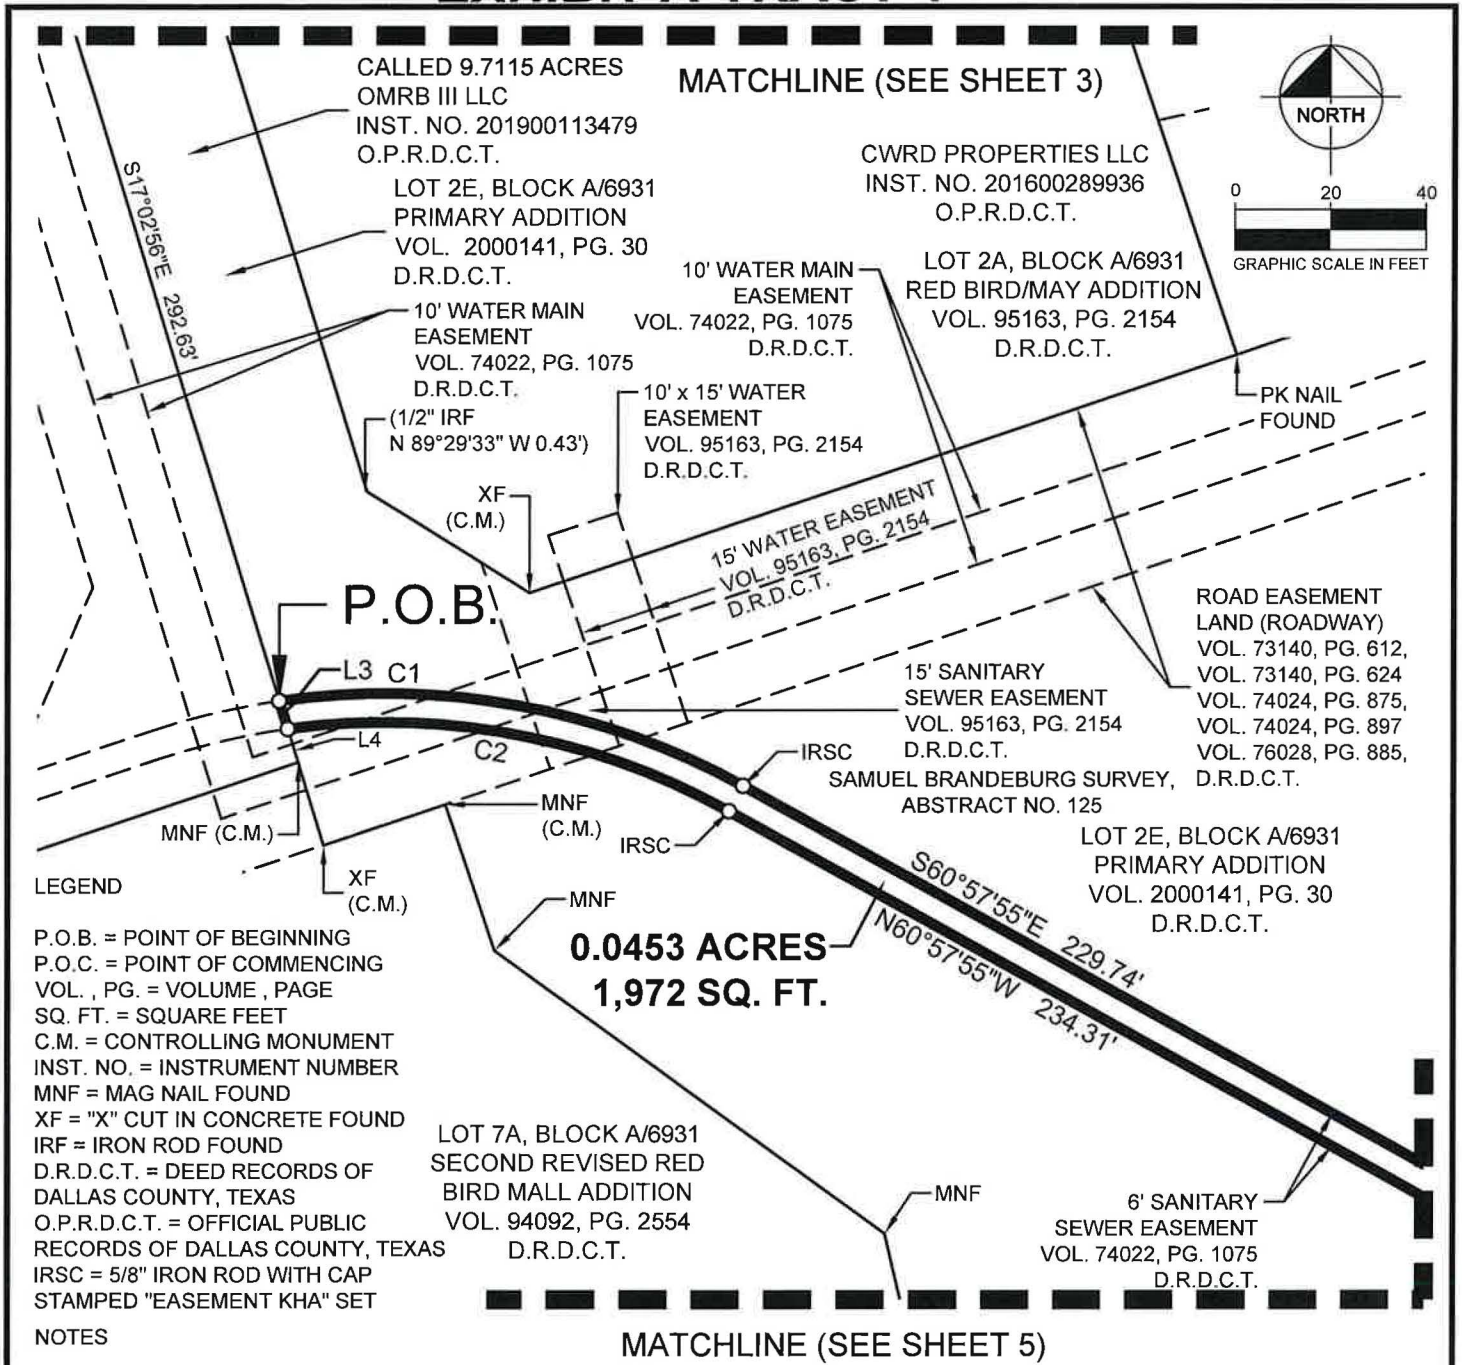 MATCHLINE (SEE SHEET 3)
NORTH
0 20 40
GRAPHIC SCALE IN FEET
CALLED 9.7115 ACRES
OMRB III LLC
INST. NO. 201900113479
O.P.R.D.C.T.
LOT 2E, BLOCK A/6931
PRIMARY ADDITION
VOL. 2000141, PG. 30
D.R.D.C.T.
CWRD PROPERTIES LLC
INST. NO. 201600289936
O.P.R.D.C.T.
LOT 2A, BLOCK A/6931
RED BIRD/MAY ADDITION
VOL. 95163, PG. 2154
D.R.D.C.T.
S17°02'56"E 292.63'
10' WATER MAIN
EASEMENT
VOL. 74022, PG. 1075
D.R.D.C.T.
10' WATER MAIN
EASEMENT
VOL. 74022, PG. 1075
D.R.D.C.T.
(1/2" IRF
N 89°29'33" W 0.43')
10' x 15' WATER
EASEMENT
VOL. 95163, PG. 2154
D.R.D.C.T.
PK NAIL
FOUND
XF
(C.M.)
15' WATER EASEMENT
VOL. 95163, PG. 2154
D.R.D.C.T.
P.O.B.
ROAD EASEMENT
LAND (ROADWAY)
VOL. 73140, PG. 612,
VOL. 73140, PG. 624
VOL. 74024, PG. 875,
VOL. 74024, PG. 897
VOL. 76028, PG. 885,
D.R.D.C.T.
L3 C1
15' SANITARY
SEWER EASEMENT
VOL. 95163, PG. 2154
D.R.D.C.T.
L4
C2
IRSC
SAMUEL BRANDEBURG SURVEY,
ABSTRACT NO. 125
MNF (C.M.)
MNF
(C.M.)
IRSC
LOT 2E, BLOCK A/6931
PRIMARY ADDITION
VOL. 2000141, PG. 30
D.R.D.C.T.
XF
(C.M.)
MNF
S60°57'55"E 229.74'
N60°57'55"W 234.31'
0.0453 ACRES
1,972 SQ. FT.
LEGEND
P.O.B. = POINT OF BEGINNING
P.O.C. = POINT OF COMMENCING
VOL. , PG. = VOLUME , PAGE
SQ. FT. = SQUARE FEET
C.M. = CONTROLLING MONUMENT
INST. NO. = INSTRUMENT NUMBER
MNF = MAG NAIL FOUND
XF = "X" CUT IN CONCRETE FOUND
IRF = IRON ROD FOUND
D.R.D.C.T. = DEED RECORDS OF
DALLAS COUNTY, TEXAS
O.P.R.D.C.T. = OFFICIAL PUBLIC
RECORDS OF DALLAS COUNTY, TEXAS
IRSC = 5/8" IRON ROD WITH CAP
STAMPED "EASEMENT KHA" SET
NOTES
LOT 7A, BLOCK A/6931
SECOND REVISED RED
BIRD MALL ADDITION
VOL. 94092, PG. 2554
D.R.D.C.T.
MNF
6' SANITARY
SEWER EASEMENT
VOL. 74022, PG. 1075
D.R.D.C.T.
MATCHLINE (SEE SHEET 5)